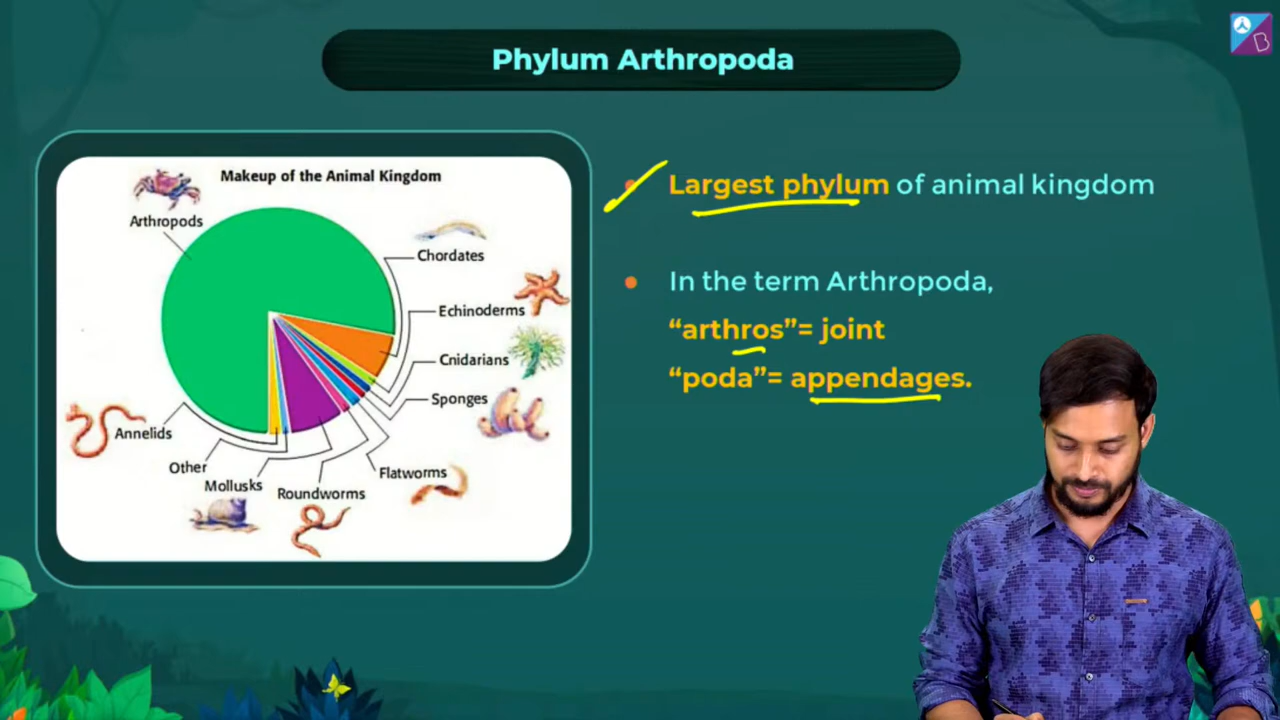 Phylum Arthropoda
Makeup of the Animal Kingdom
Arthropods
Chordates
Echinoderms
Cnidarians
Sponges
Annelids
Other
Mollusks
Roundworms
Flatworms
Largest phylum of animal kingdom
In the term Arthropoda,
“arthros”= joint
“poda”= appendages.
B